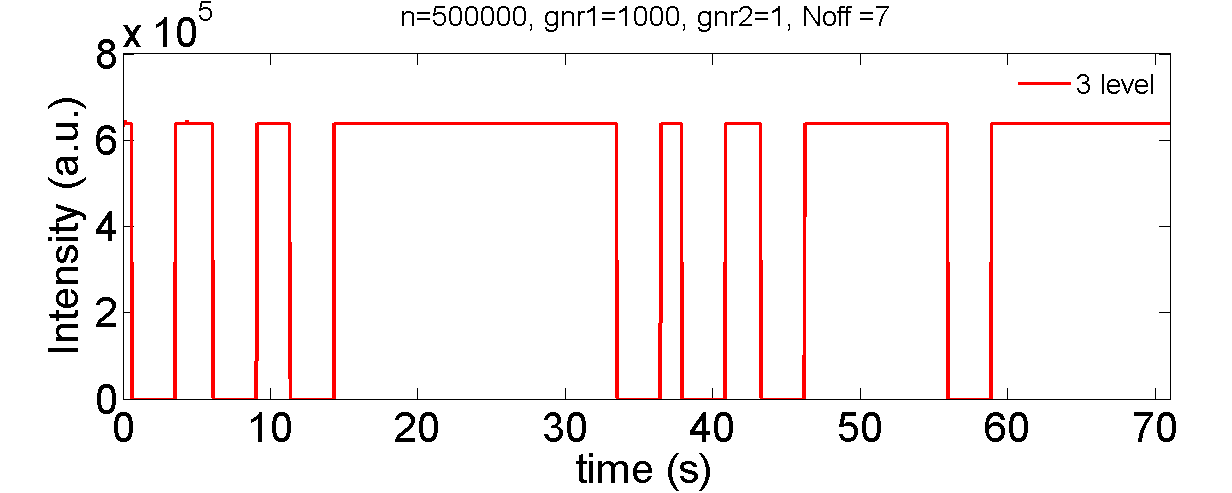 n=500000, gnr1=1000, gnr2=1, Noff =7
x 10^5
3 level
8
6
4
2
0
Intensity (a.u.)
0 10 20 30 40 50 60 70
time (s)